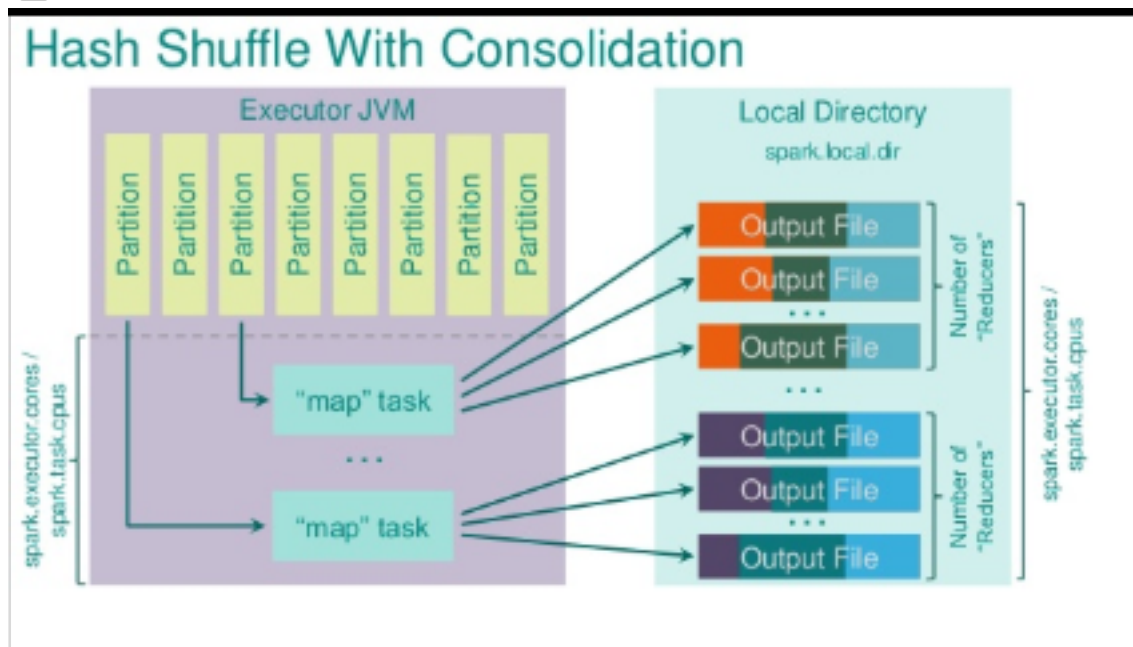 Hash Shuffle With Consolidation
Executor JVM
Partition
Partition
Partition
Partition
Partition
Partition
Partition
Partition
spark.executor.cores /
spark.task.cpus
"map" task
...
"map" task
Local Directory
spark.local.dir
Output File
Output File
...
Output File
Number of
"Reducers"
...
Output File
Output File
...
Output File
Number of
"Reducers"
spark.executor.cores /
spark.task.cpus